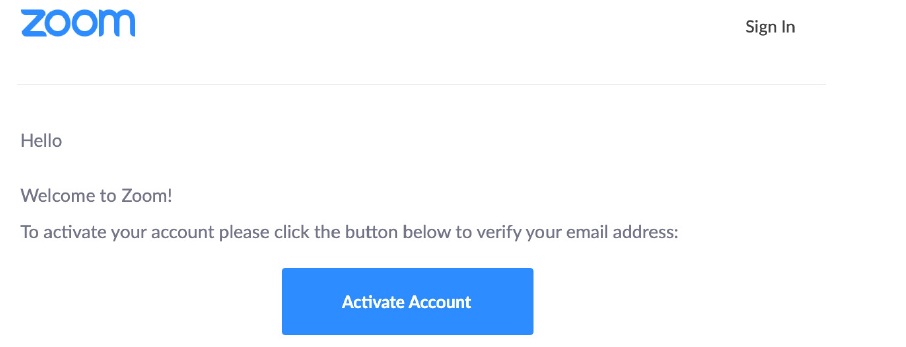 zoom
Sign In
Hello
Welcome to Zoom!
To activate your account please click the button below to verify your email address:
Activate Account